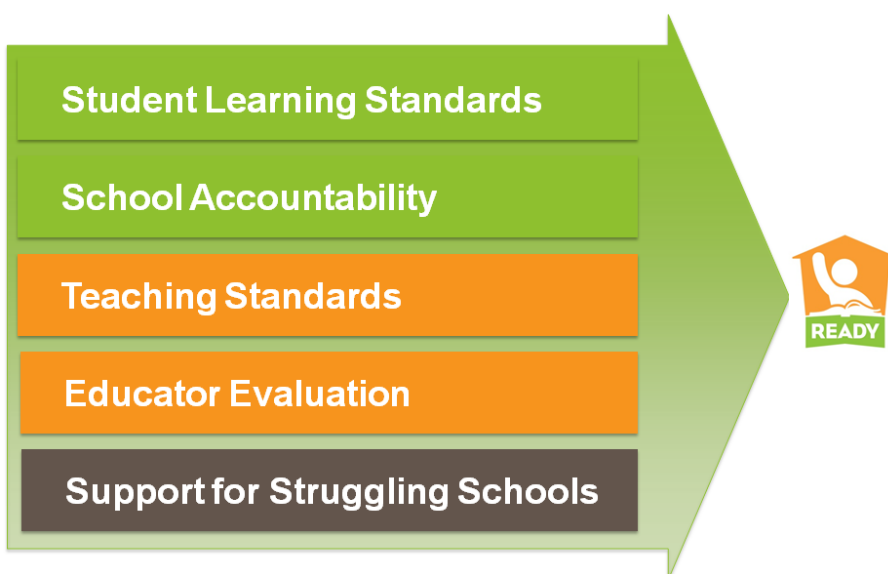 Student Learning Standards
School Accountability
Teaching Standards
READY
Educator Evaluation
Support for Struggling Schools